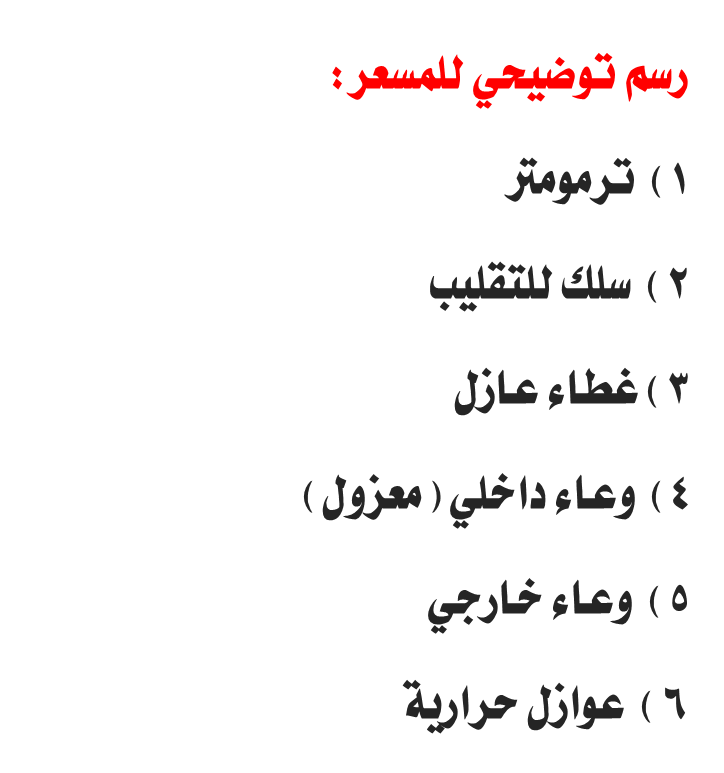 رسم توضيحي للمسعر :
١ ) ترمومتر
٢ ) سلك للتقليب
٣ ) غطاء عازل
٤ ) وعاء داخلي ( معزول )
٥ ) وعاء خارجي
٦ ) عوازل حرارية